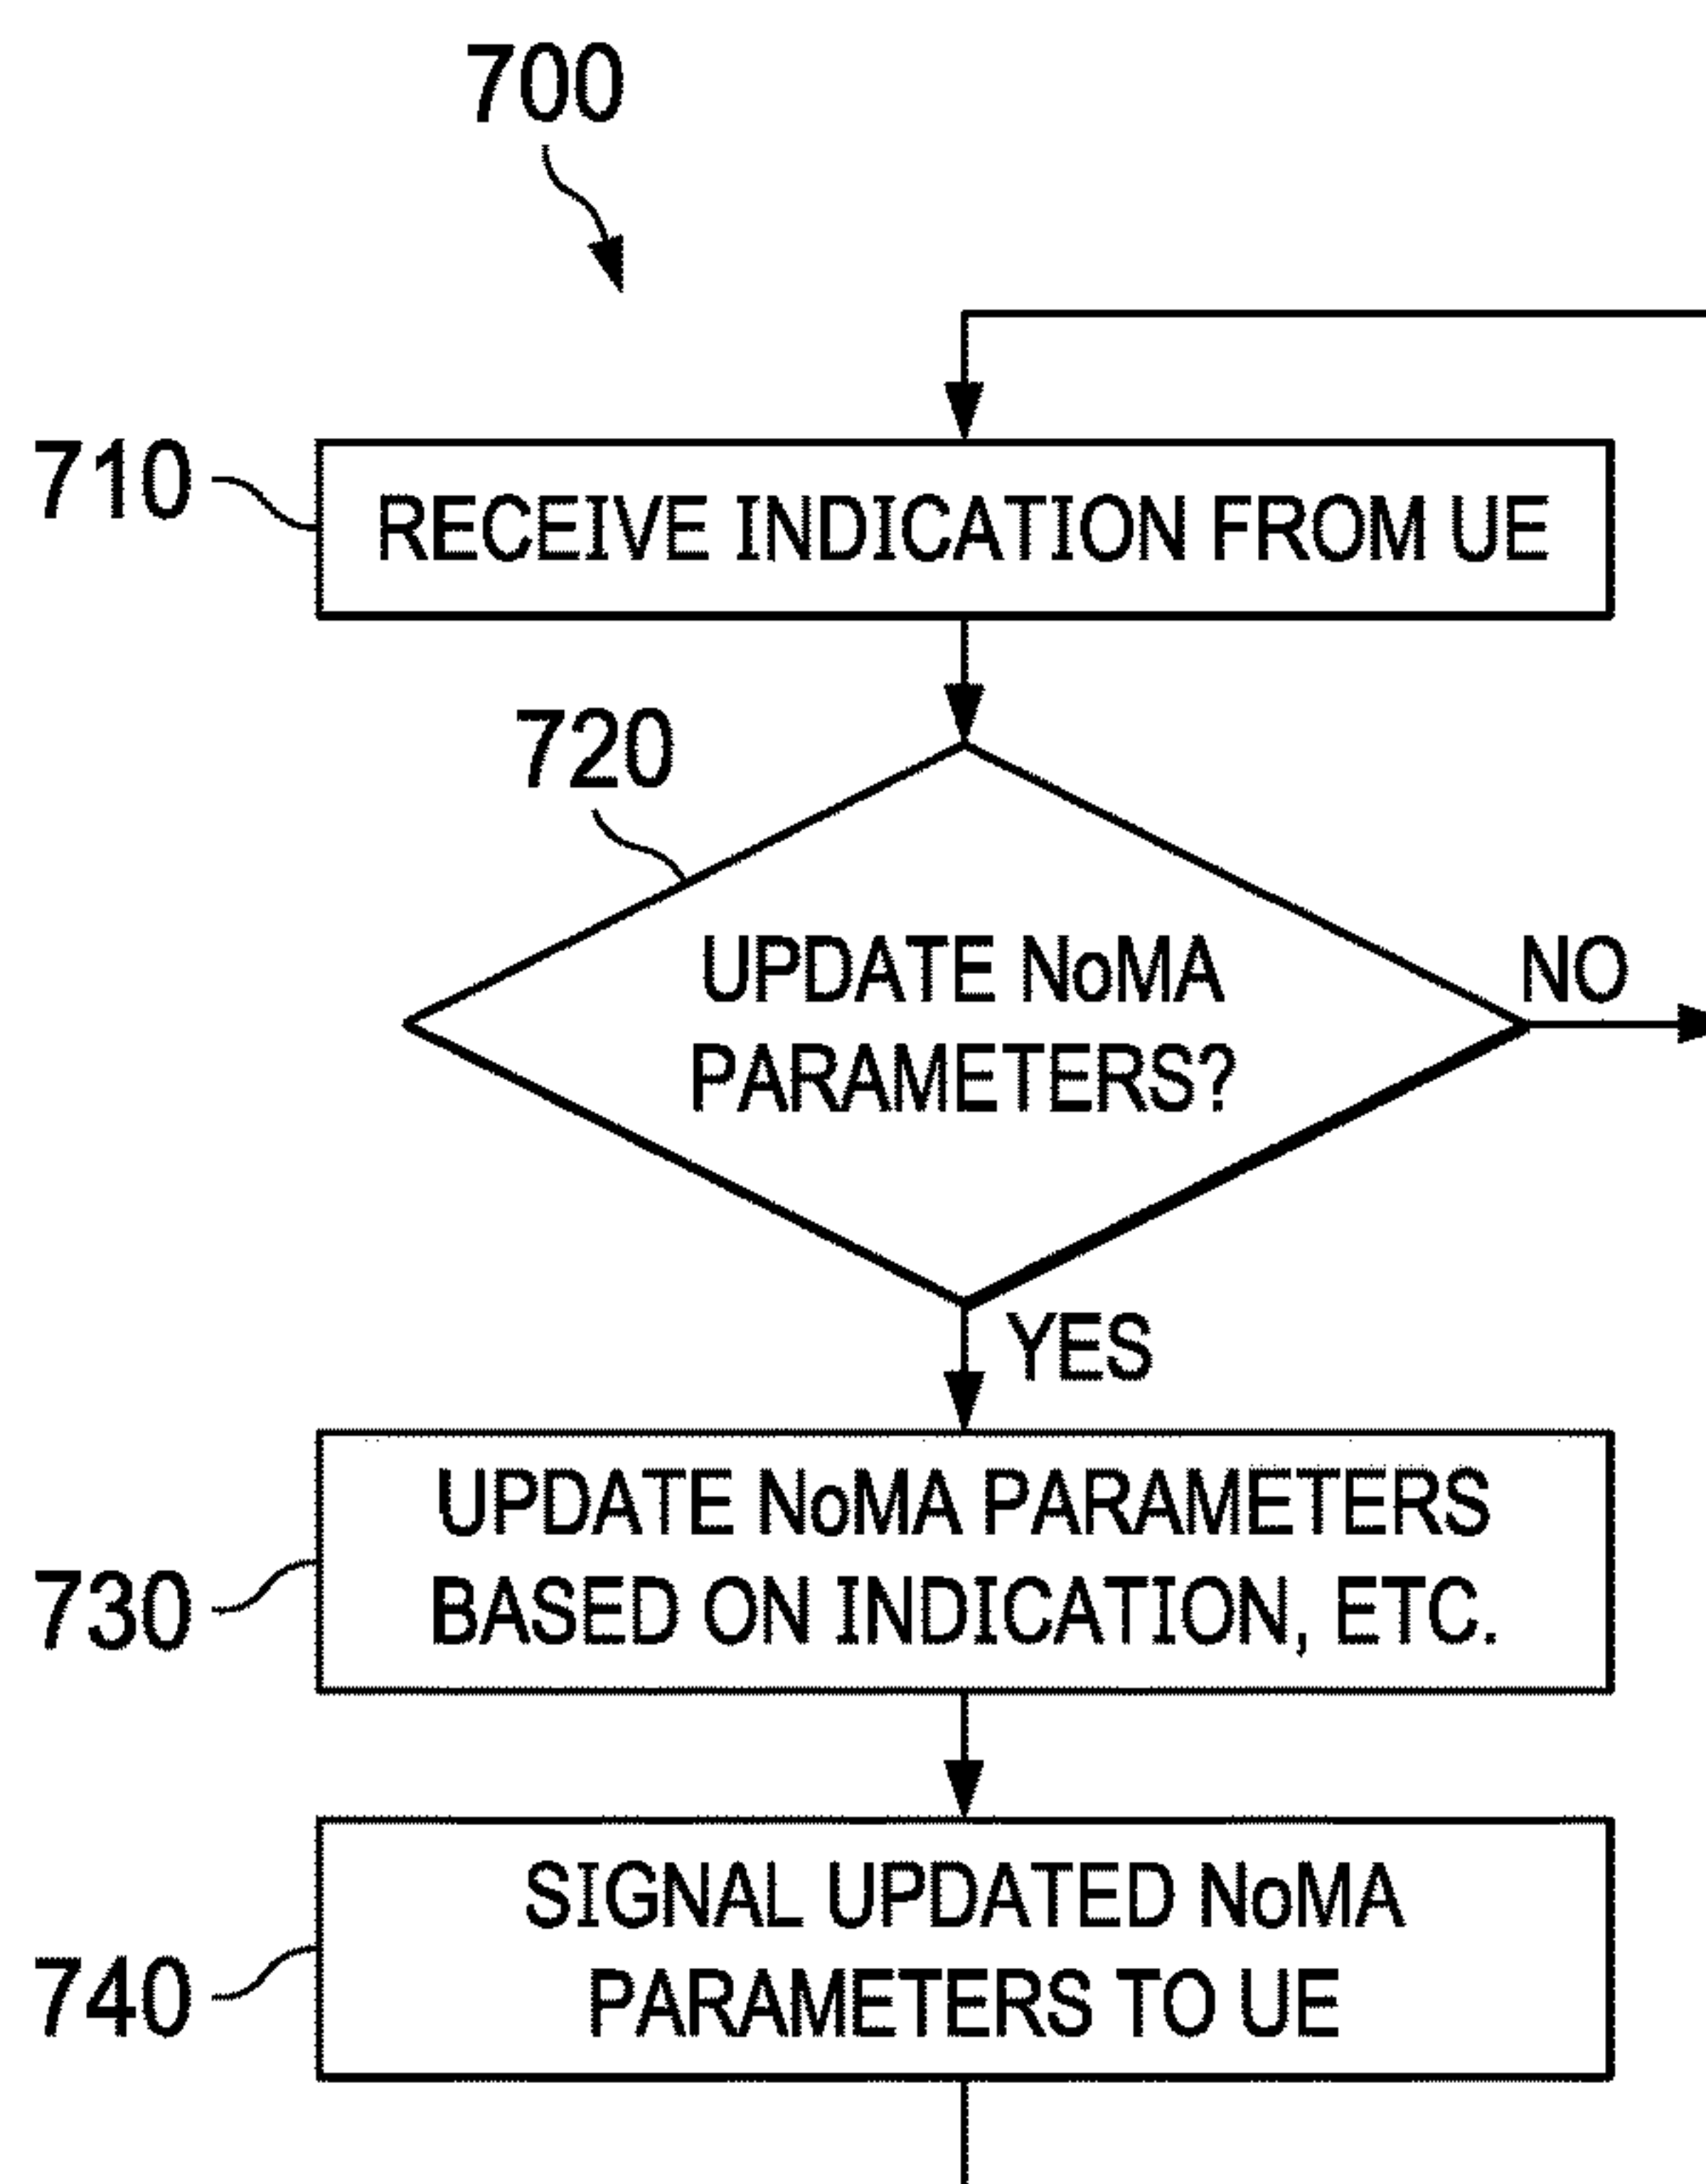 700
710
RECEIVE INDICATION FROM UE
720
UPDATE NoMA
PARAMETERS?
NO
YES
730
UPDATE NoMA PARAMETERS
BASED ON INDICATION, ETC.
740
SIGNAL UPDATED NoMA
PARAMETERS TO UE